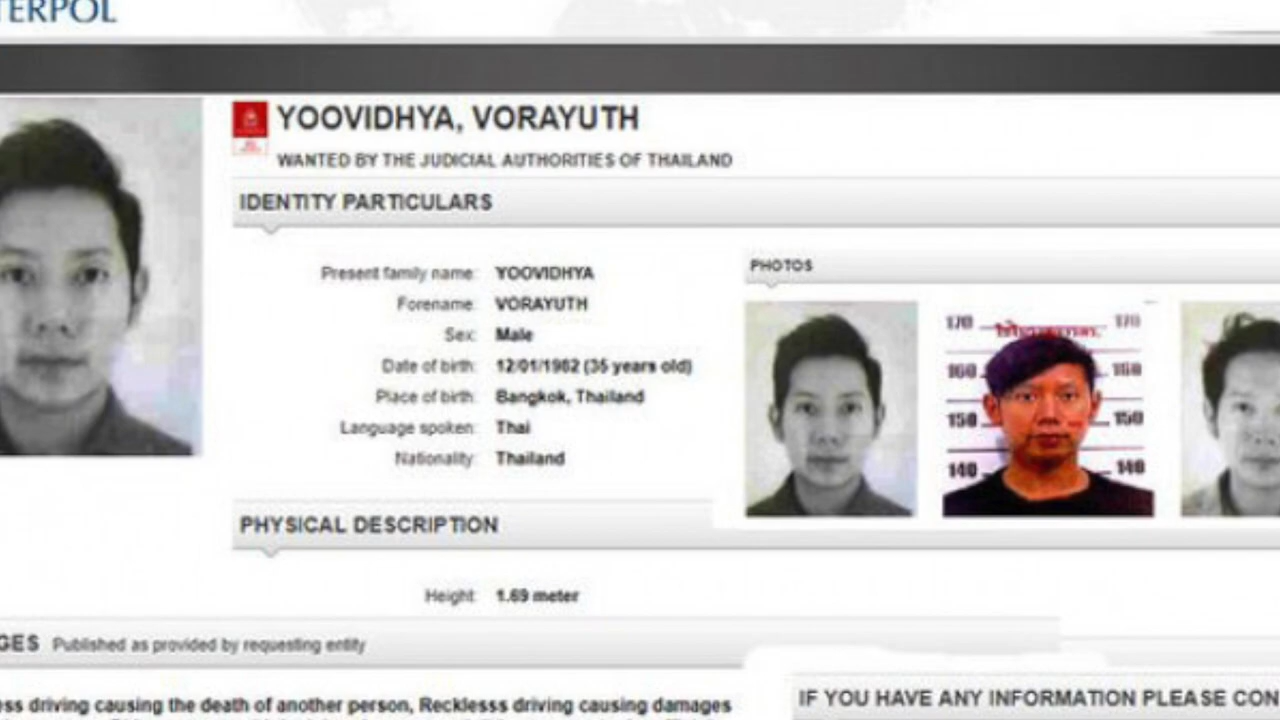 TERPOL
YOOVIDHYA, VORAYUTH
WANTED BY THE JUDICIAL AUTHORITIES OF THAILAND
IDENTITY PARTICULARS
Present family name: YOOVIDHYA
Forename: VORAYUTH
Sex: Male
Date of birth: 12/01/1982 (35 years old)
Place of birth: Bangkok, Thailand
Language spoken: Thai
Nationality: Thailand
PHOTOS
170 170
160 160
150 150
140 140
PHYSICAL DESCRIPTION
Height: 1.69 meter
GES Published as provided by requesting entity
ss driving causing the death of another person, Recklesss driving causing damages
IF YOU HAVE ANY INFORMATION PLEASE CON